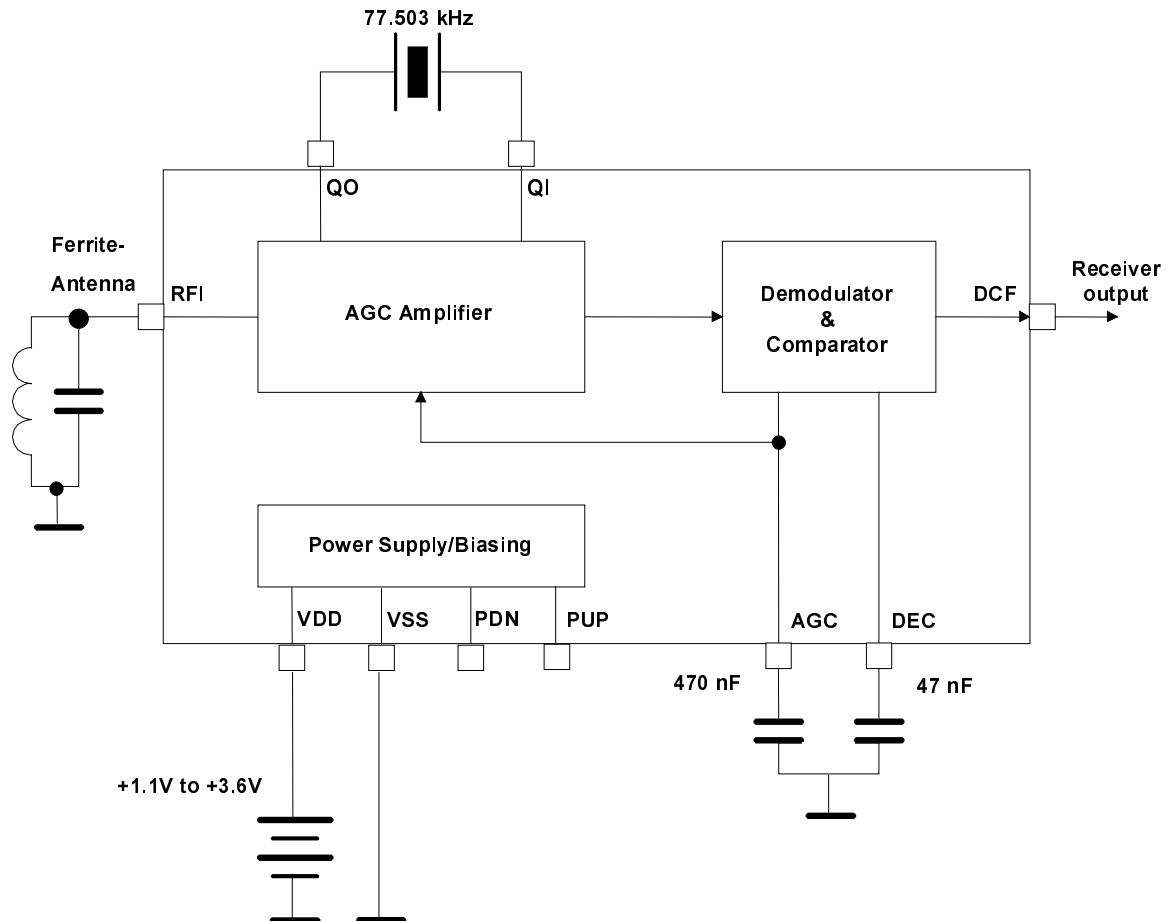 77.503 kHz
QO
QI
Ferrite-
Antenna
RFI
AGC Amplifier
Demodulator
&
Comparator
DCF
Receiver
output
Power Supply/Biasing
VDD
VSS
PDN
PUP
AGC
DEC
470 nF
47 nF
+1.1V to +3.6V